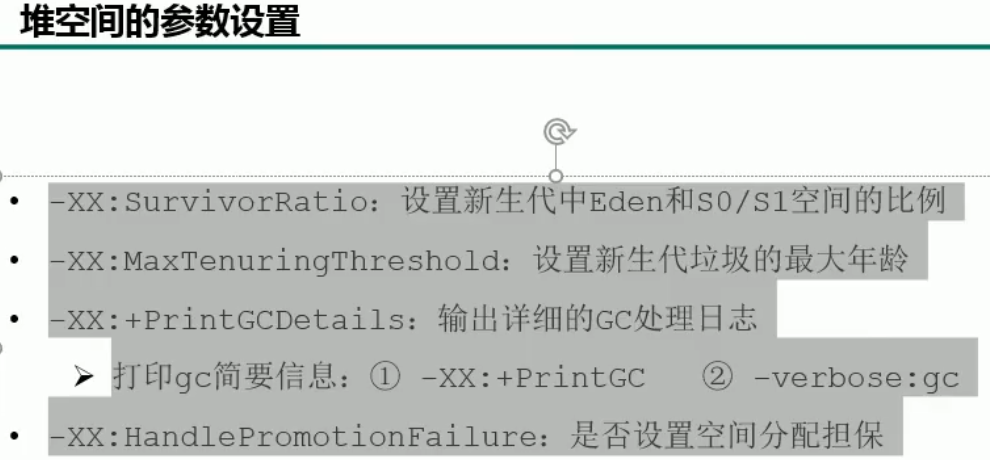 堆空间的参数设置
• -XX:SurvivorRatio：设置新生代中Eden和S0/S1空间的比例
• -XX:MaxTenuringThreshold：设置新生代垃圾的最大年龄
• -XX:+PrintGCDetails：输出详细的GC处理日志
➢ 打印gc简要信息：① -XX:+PrintGC ② -verbose:gc
• -XX:HandlePromotionFailure：是否设置空间分配担保